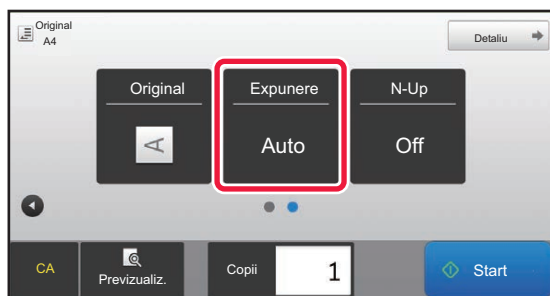 Original
A4
Detaliu
Original
Expunere
N-Up
A
Auto
Off
CA
Previzualiz.
Copii
1
Start